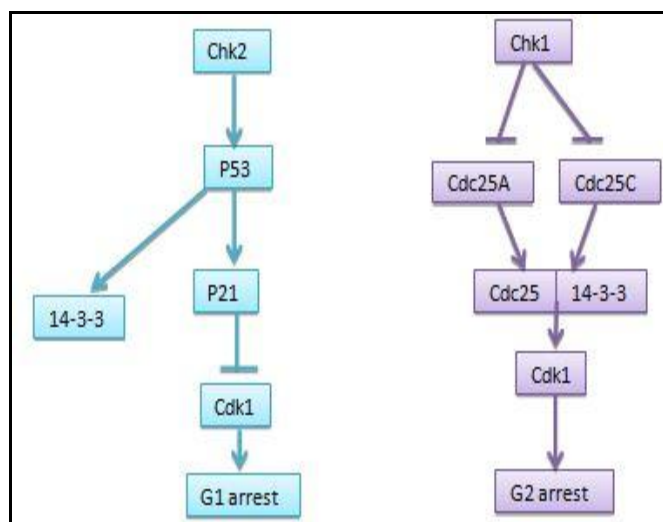 Chk2
P53
14-3-3
P21
Cdk1
G1 arrest
Chk1
Cdc25A
Cdc25C
Cdc25
14-3-3
Cdk1
G2 arrest